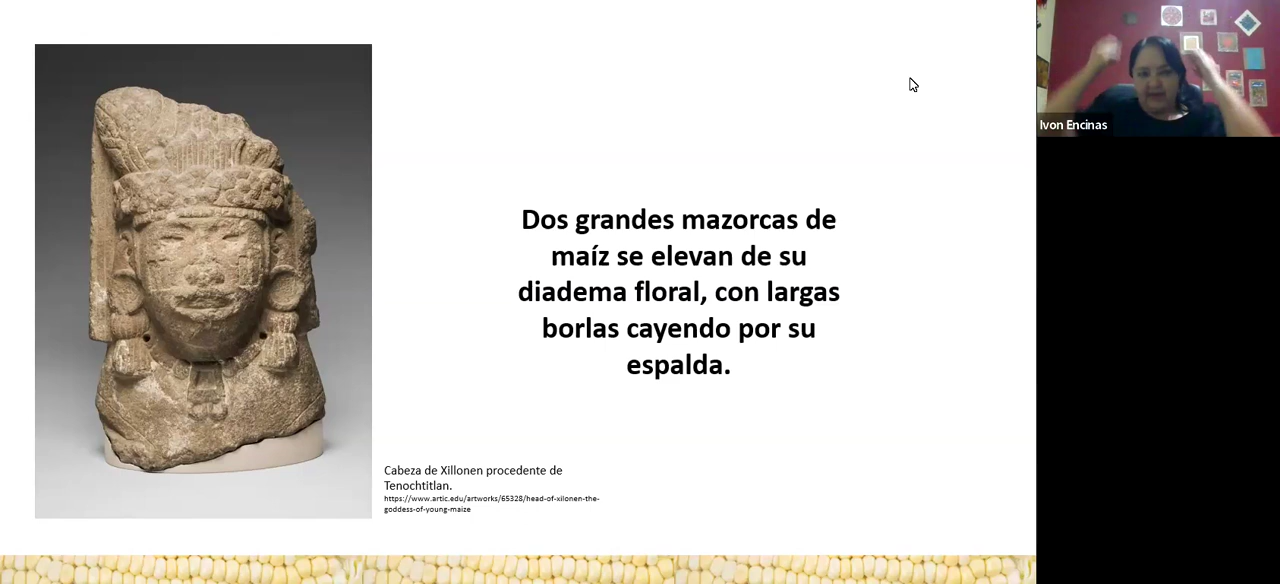 Dos grandes mazorcas de
maíz se elevan de su
diadema floral, con largas
borlas cayendo por su
espalda.
Cabeza de Xillonen procedente de
Tenochtitlan.
https://www.artic.edu/artworks/65328/head-of-xilonen-the-
goddess-of-young-maize
Ivon Encinas